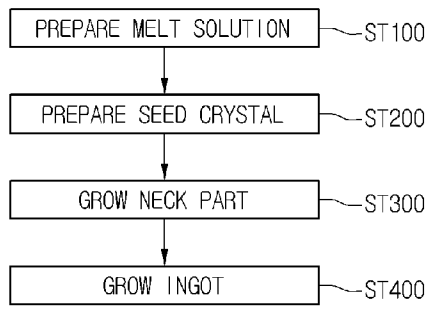 PREPARE MELT SOLUTION ST100
PREPARE SEED CRYSTAL ST200
GROW NECK PART ST300
GROW INGOT ST400